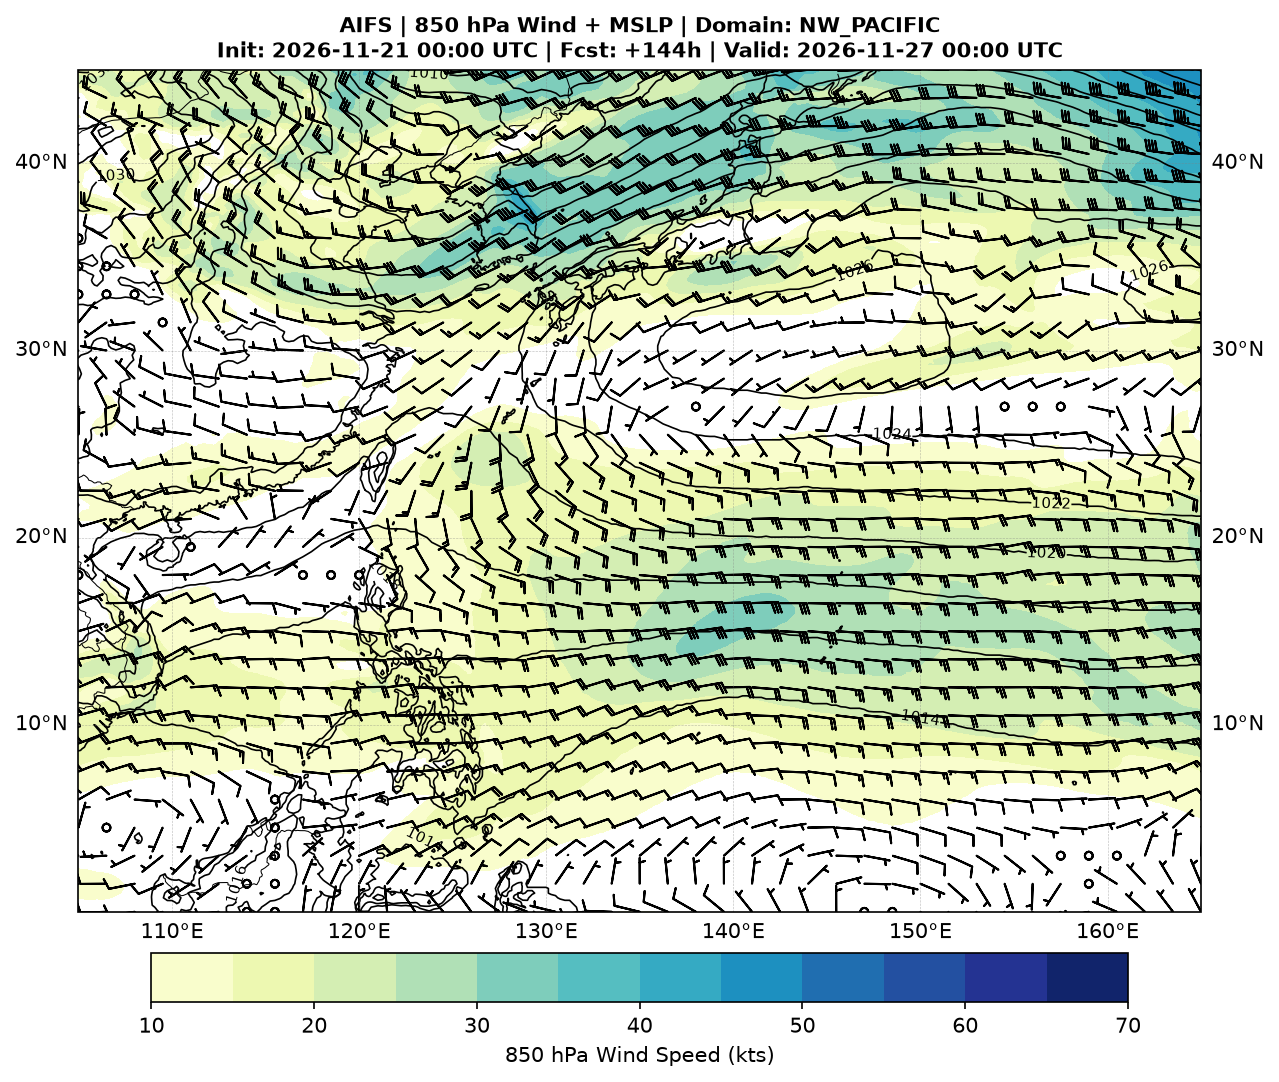 AIFS | 850 hPa Wind + MSLP | Domain: NW_PACIFIC
Init: 2026-11-21 00:00 UTC | Fcst: +144h | Valid: 2026-11-27 00:00 UTC
1010
40°N
40°N
1030
1026
1026
30°N
30°N
1024
1022
20°N
20°N
1020
10°N
1014
10°N
110°E
120°E
130°E
140°E
150°E
160°E
10
20
30
40
50
60
70
850 hPa Wind Speed (kts)